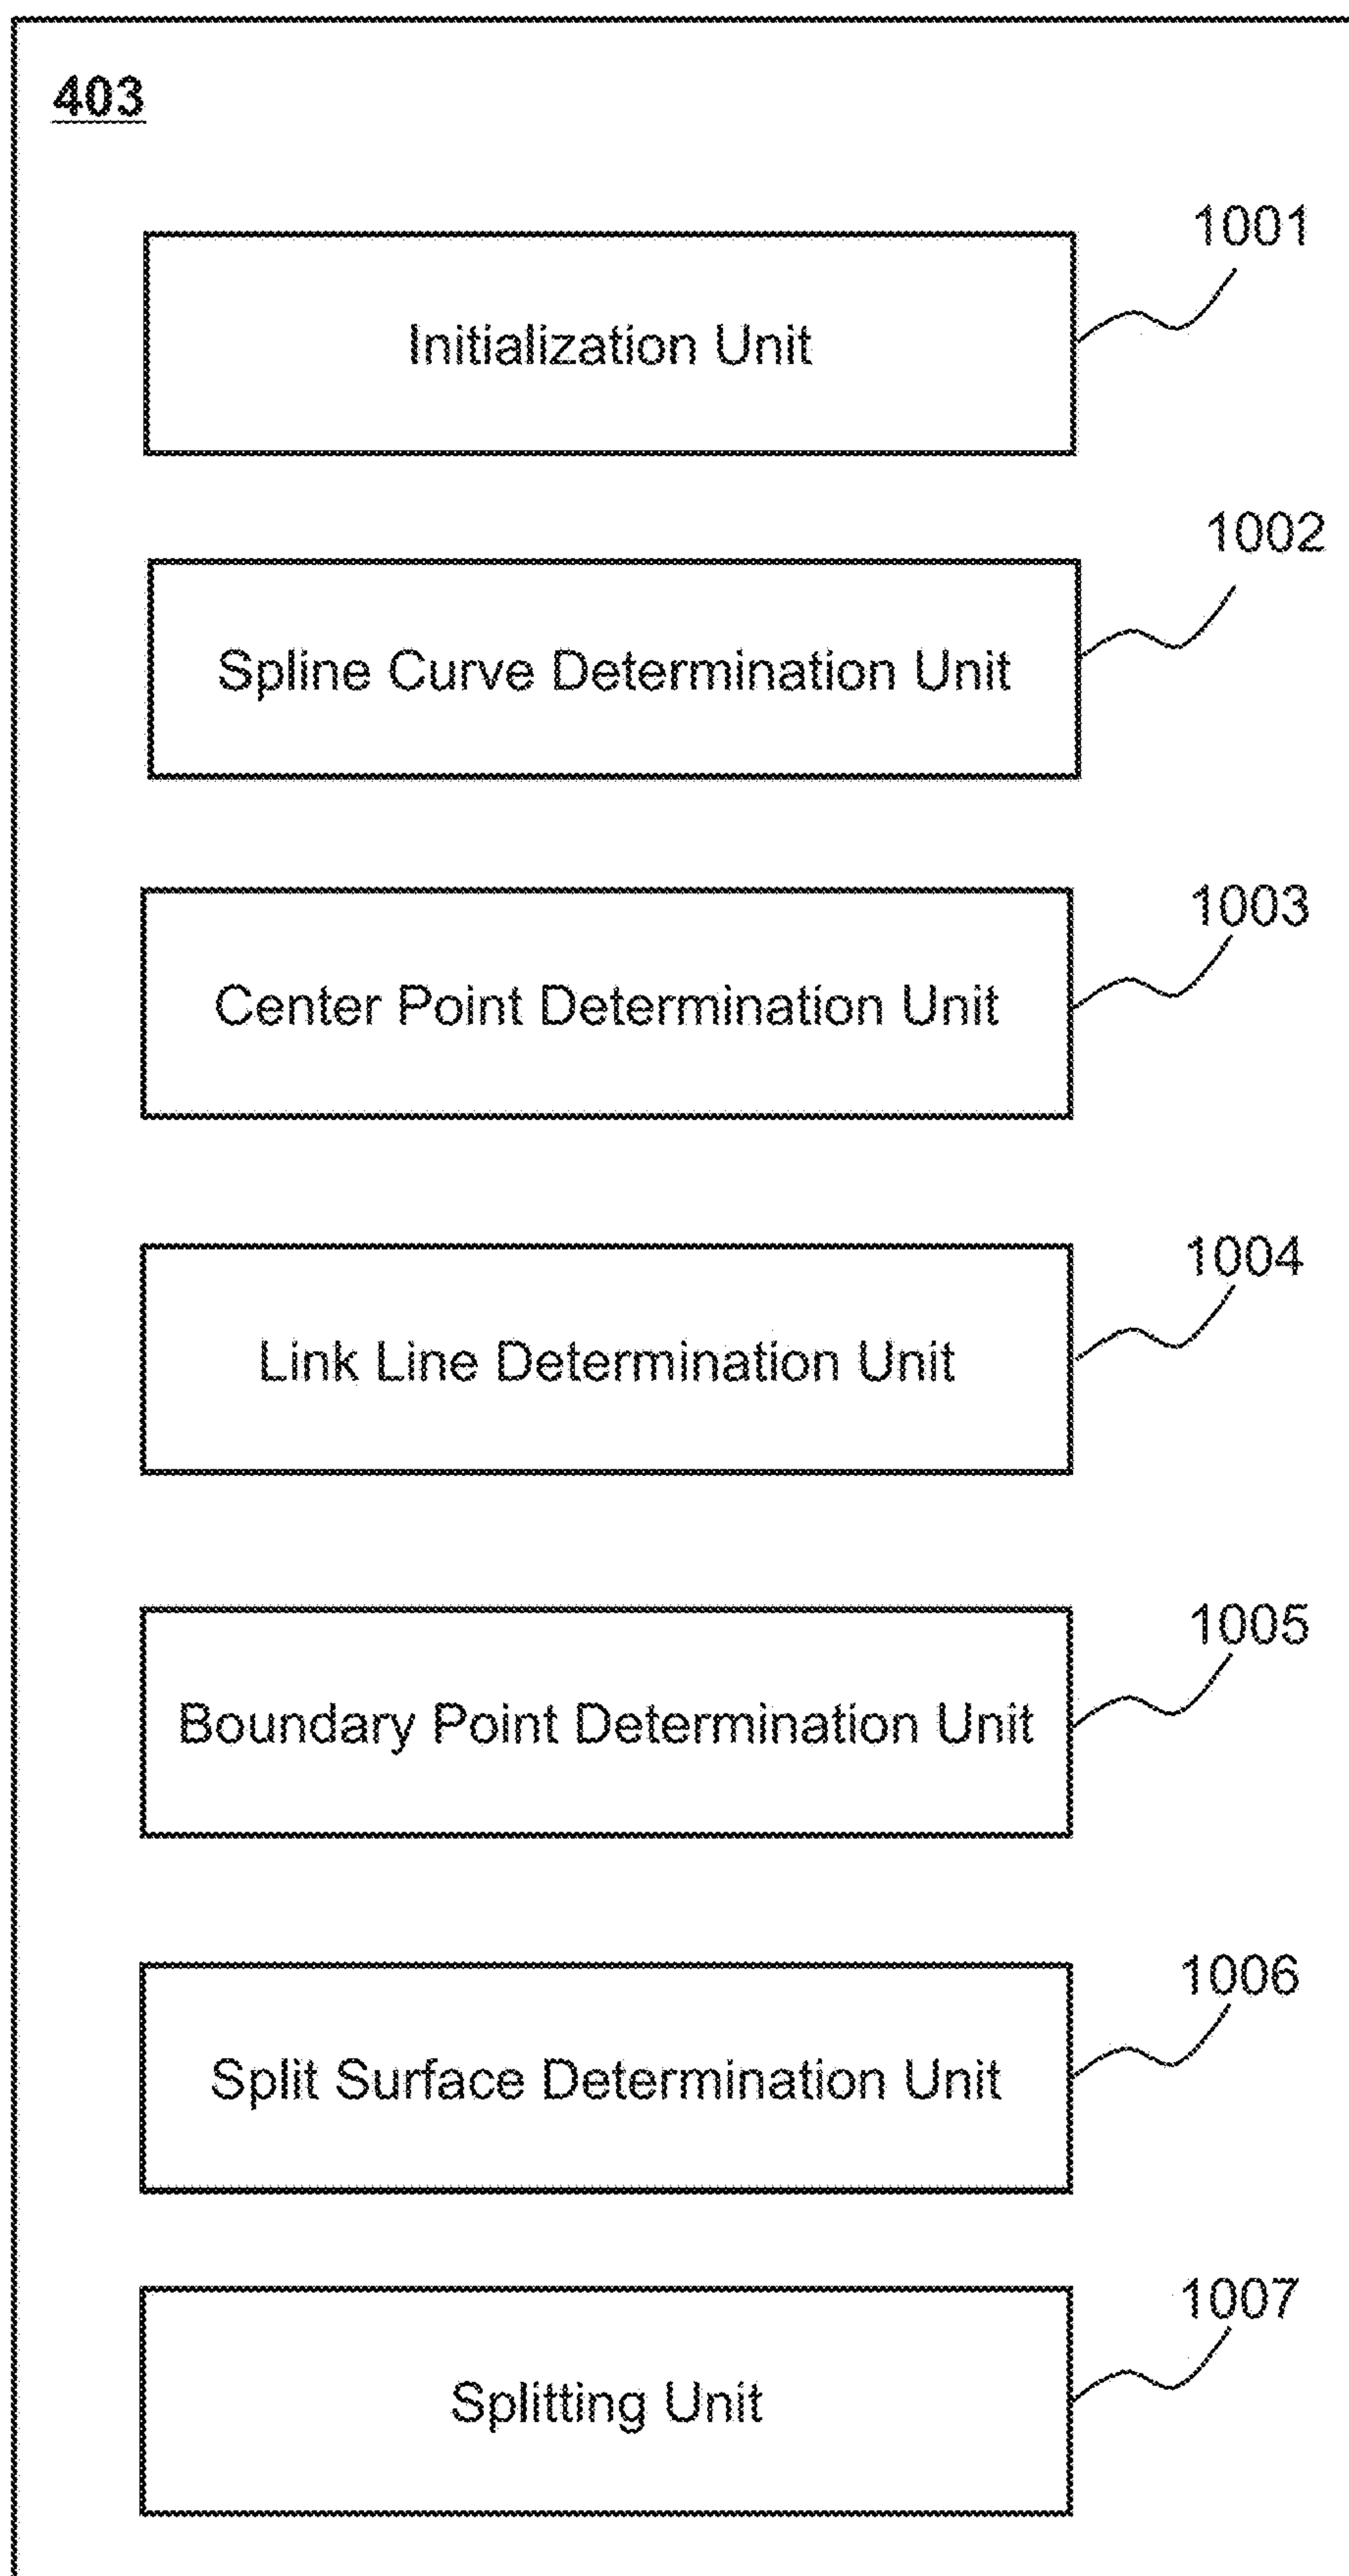 403
1001
Initialization Unit
1002
Spline Curve Determination Unit
1003
Center Point Determination Unit
1004
Link Line Determination Unit
1005
Boundary Point Determination Unit
1006
Split Surface Determination Unit
1007
Splitting Unit